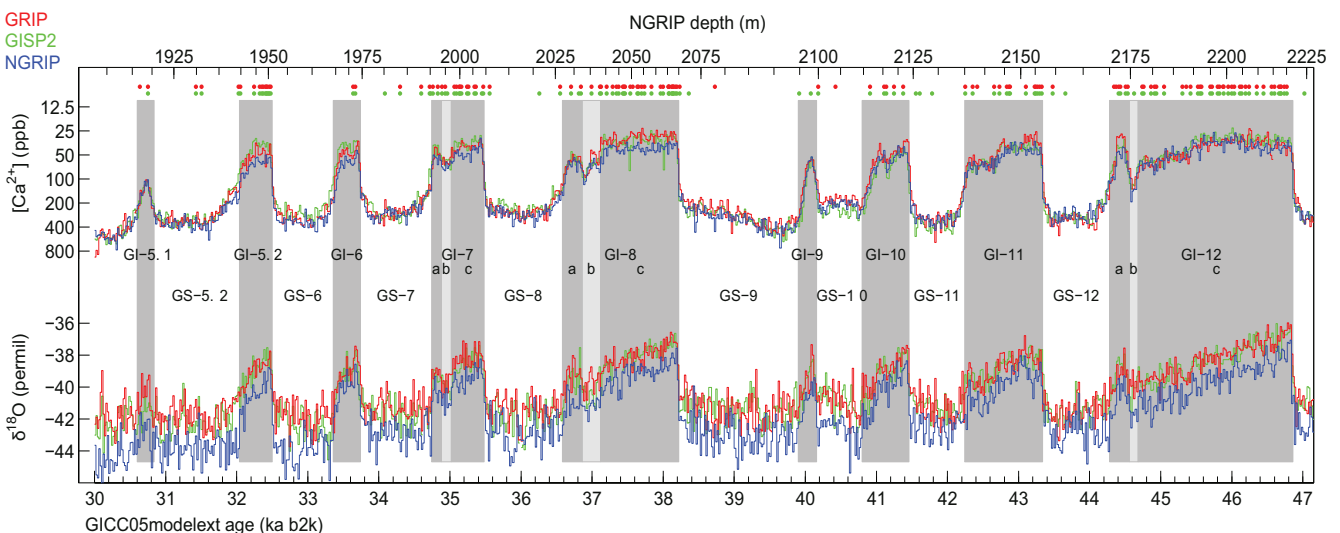 GRIP
GISP2
NGRIP
NGRIP depth (m)
1925 1950 1975 2000 2025 2050 2075 2100 2125 2150 2175 2200 2225
[Ca²⁺] (ppb)
12.5
25
50
100
200
400
800
GI−5. 1 GI−5. 2 GI−6 GI−7 GI−8 GI−9 GI−10 GI−11 GI−12
a b c a b c a b c
GS−5. 2 GS−6 GS−7 GS−8 GS−9 GS−1 0 GS−11 GS−12
δ¹⁸O (permil)
−36
−38
−40
−42
−44
30 31 32 33 34 35 36 37 38 39 40 41 42 43 44 45 46 47
GICC05modelext age (ka b2k)